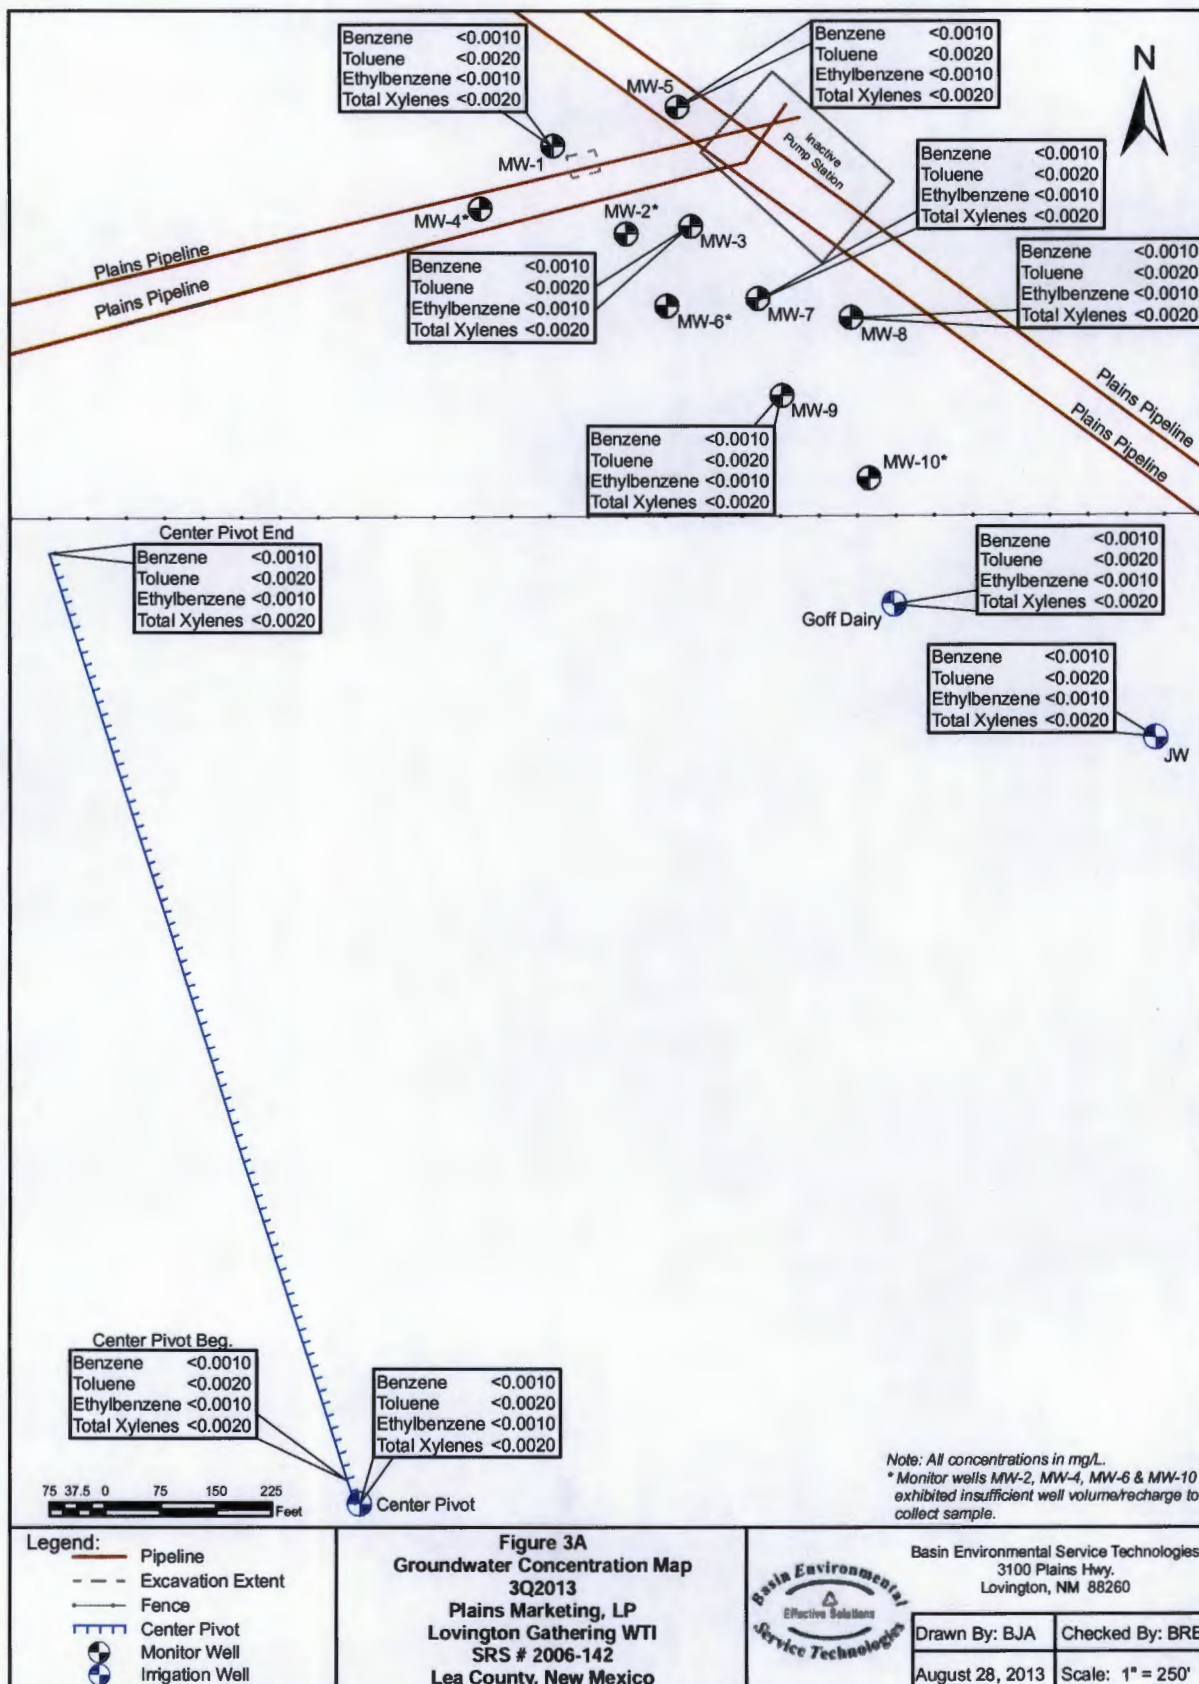 Benzene <0.0010
Toluene <0.0020
Ethylbenzene <0.0010
Total Xylenes <0.0020
MW-1
MW-5
Benzene <0.0010
Toluene <0.0020
Ethylbenzene <0.0010
Total Xylenes <0.0020
N
Inactive
Pump Station
Benzene <0.0010
Toluene <0.0020
Ethylbenzene <0.0010
Total Xylenes <0.0020
MW-4*
MW-2*
MW-3
Plains Pipeline
Plains Pipeline
Benzene <0.0010
Toluene <0.0020
Ethylbenzene <0.0010
Total Xylenes <0.0020
MW-6*
MW-7
MW-8
Benzene <0.0010
Toluene <0.0020
Ethylbenzene <0.0010
Total Xylenes <0.0020
Plains Pipeline
Plains Pipeline
MW-9
Benzene <0.0010
Toluene <0.0020
Ethylbenzene <0.0010
Total Xylenes <0.0020
MW-10*
Center Pivot End
Benzene <0.0010
Toluene <0.0020
Ethylbenzene <0.0010
Total Xylenes <0.0020
Goff Dairy
Benzene <0.0010
Toluene <0.0020
Ethylbenzene <0.0010
Total Xylenes <0.0020
Benzene <0.0010
Toluene <0.0020
Ethylbenzene <0.0010
Total Xylenes <0.0020
JW
Center Pivot Beg.
Benzene <0.0010
Toluene <0.0020
Ethylbenzene <0.0010
Total Xylenes <0.0020
Benzene <0.0010
Toluene <0.0020
Ethylbenzene <0.0010
Total Xylenes <0.0020
Center Pivot
75 37.5 0 75 150 225
Feet
Note: All concentrations in mg/L.
* Monitor wells MW-2, MW-4, MW-6 & MW-10
exhibited insufficient well volume/recharge to
collect sample.
Legend:
Pipeline
Excavation Extent
Fence
Center Pivot
Monitor Well
Irrigation Well
Figure 3A
Groundwater Concentration Map
3Q2013
Plains Marketing, LP
Lovington Gathering WTI
SRS # 2006-142
Lea County, New Mexico
Basin Environmental
Effective Solutions
Service Technologies
Basin Environmental Service Technologies
3100 Plains Hwy.
Lovington, NM 88260
Drawn By: BJA
Checked By: BRB
August 28, 2013
Scale: 1" = 250'